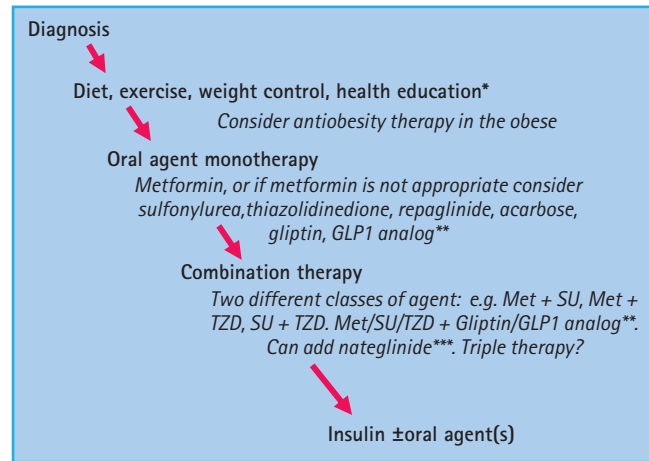 Diagnosis
Diet, exercise, weight control, health education*
Consider antiobesity therapy in the obese
Oral agent monotherapy
Metformin, or if metformin is not appropriate consider
sulfonylurea,thiazolidinedione, repaglinide, acarbose,
gliptin, GLP1 analog**
Combination therapy
Two different classes of agent: e.g. Met + SU, Met +
TZD, SU + TZD. Met/SU/TZD + Gliptin/GLP1 analog**.
Can add nateglinide***. Triple therapy?
Insulin ±oral agent(s)